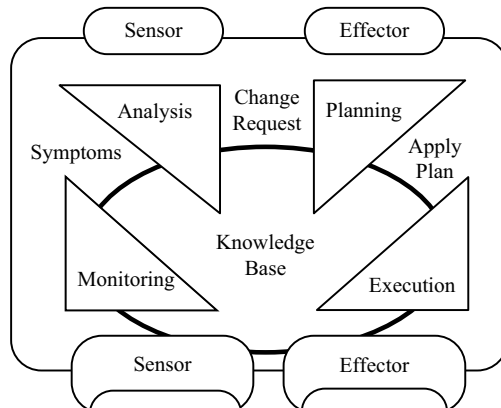 Sensor
Effector
Analysis
Change
Request
Planning
Symptoms
Apply
Plan
Knowledge
Base
Monitoring
Execution
Sensor
Effector